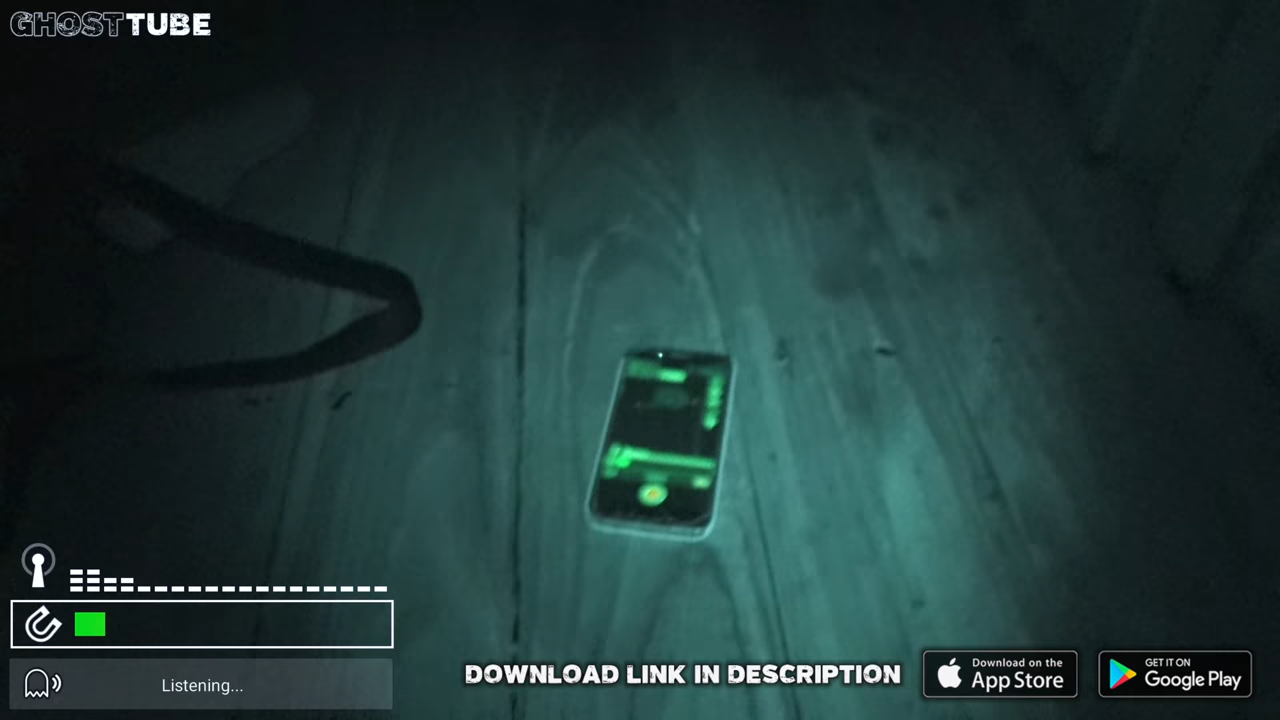 GHOSTTUBE
Listening...
DOWNLOAD LINK IN DESCRIPTION
Download on the
App Store
GET IT ON
Google Play